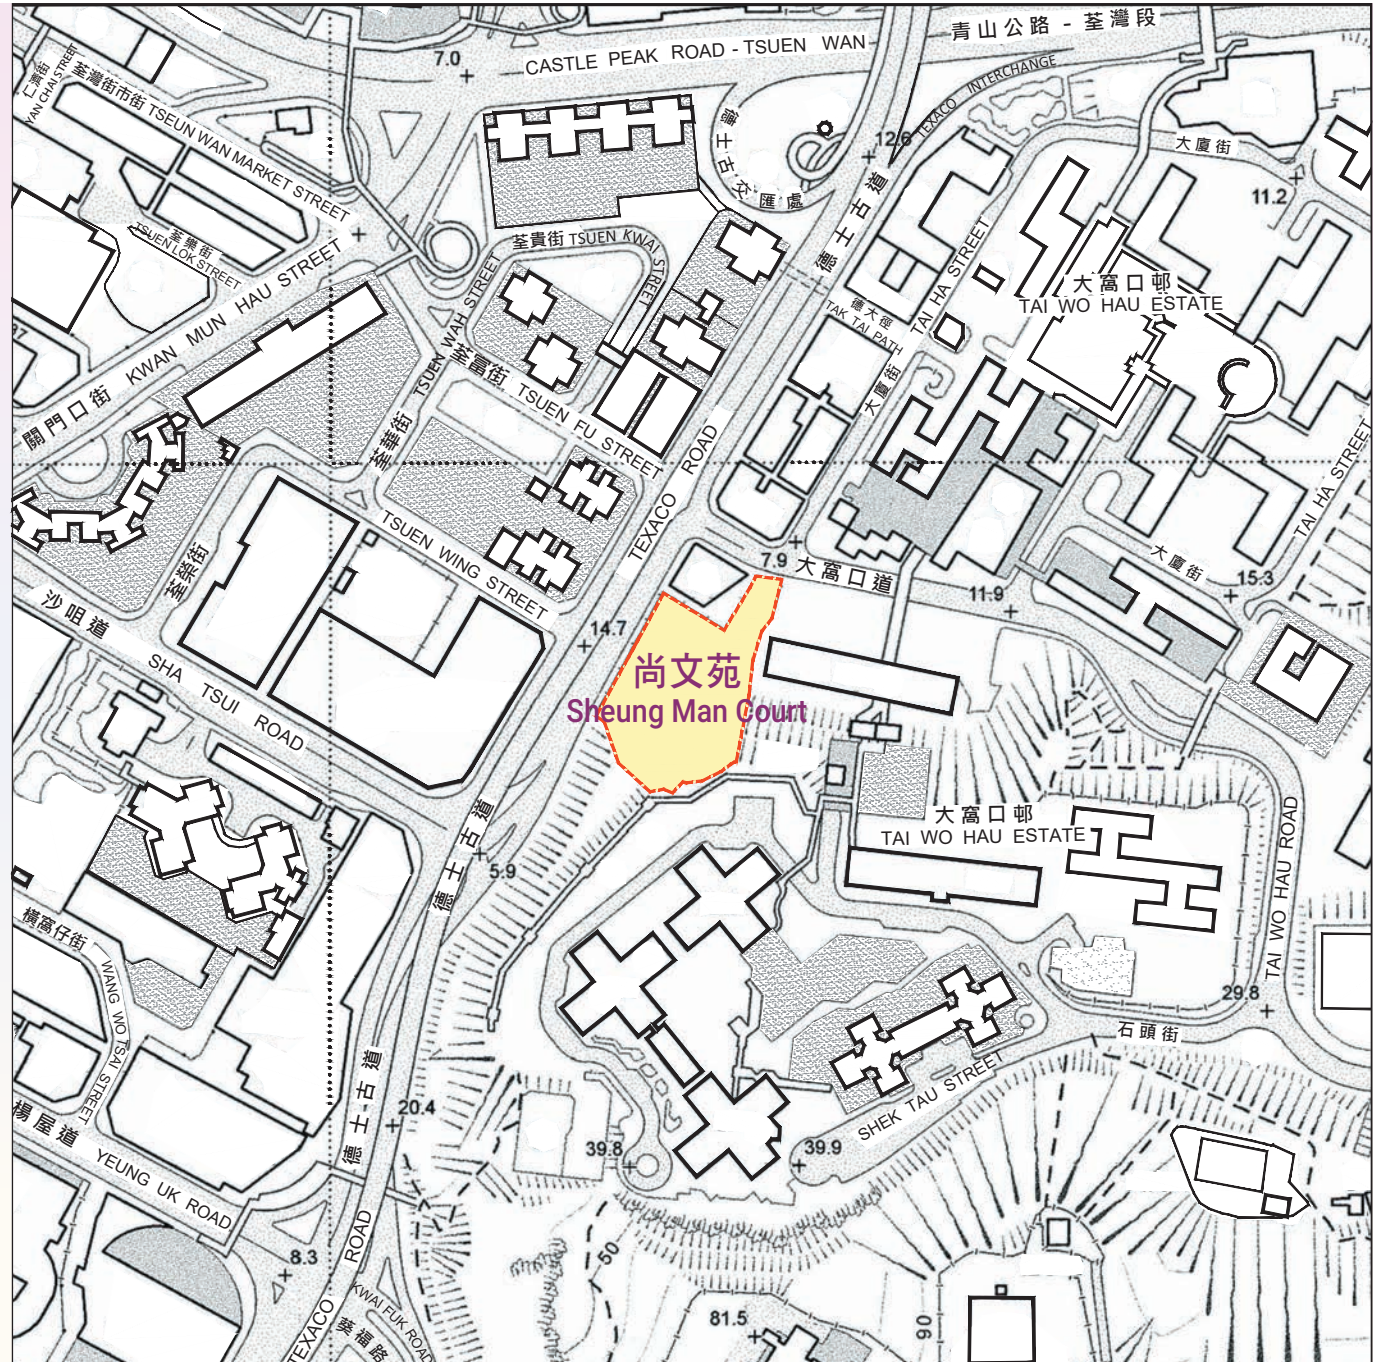 青山公路 - 荃灣段
CASTLE PEAK ROAD - TSUEN WAN
7.0
仁濟街
YAN CHAI STREET
荃灣街市街 TSEUN WAN MARKET STREET
德士古交匯處
TEXACO INTERCHANGE
12.6
大廈街
11.2
德士古道
荃樂街
TSUEN LOK STREET
荃貴街 TSUEN KWAI STREET
關門口街 KWAN MUN HAU STREET
荃華街 TSUEN WAH STREET
大廈街 TAI HA STREET
大窩口邨
TAI WO HAU ESTATE
德大徑
TAK TAI PATH
荃富街 TSUEN FU STREET
TEXACO ROAD
TAI HA STREET
荃榮街 TSUEN WING STREET
7.9
大窩口道
大廈街
15.3
11.9
14.7
沙咀道
SHA TSUI ROAD
尚文苑
Sheung Man Court
大窩口邨
TAI WO HAU ESTATE
TAI WO HAU ROAD
德士古道
5.9
橫窩仔街
WANG WO TSAI STREET
29.8
石頭街
SHEK TAU STREET
德士古道
20.4
39.8
39.9
楊屋道
YEUNG UK ROAD
8.3
TEXACO ROAD
KWAI FUK ROAD
葵福路
50
81.5
90